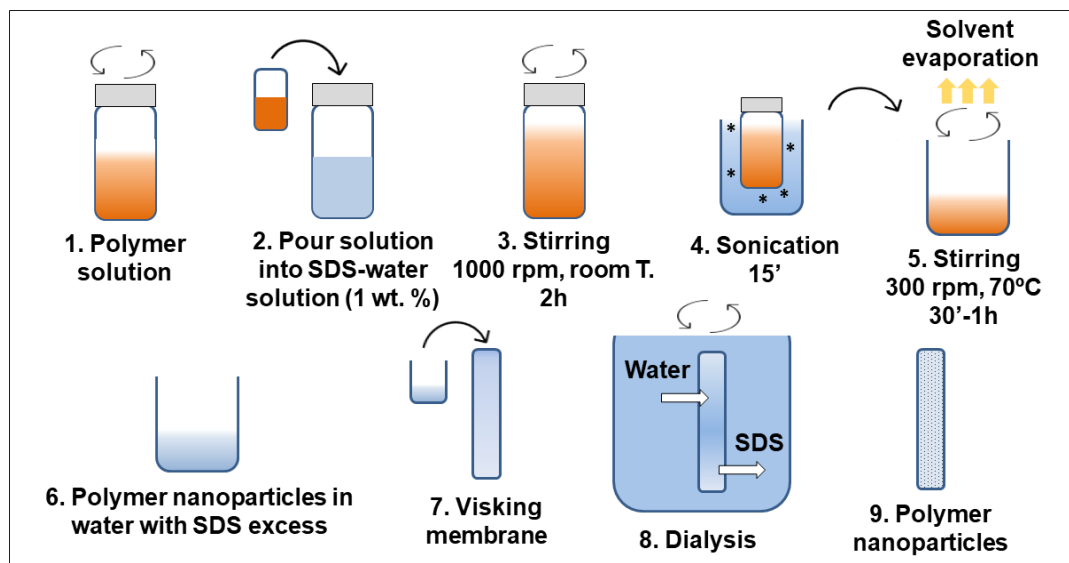 1. Polymer
solution
2. Pour solution
into SDS-water
solution (1 wt. %)
3. Stirring
1000 rpm, room T.
2h
4. Sonication
15’
Solvent
evaporation
5. Stirring
300 rpm, 70ºC
30’-1h
6. Polymer nanoparticles in
water with SDS excess
7. Visking
membrane
Water
SDS
8. Dialysis
9. Polymer
nanoparticles